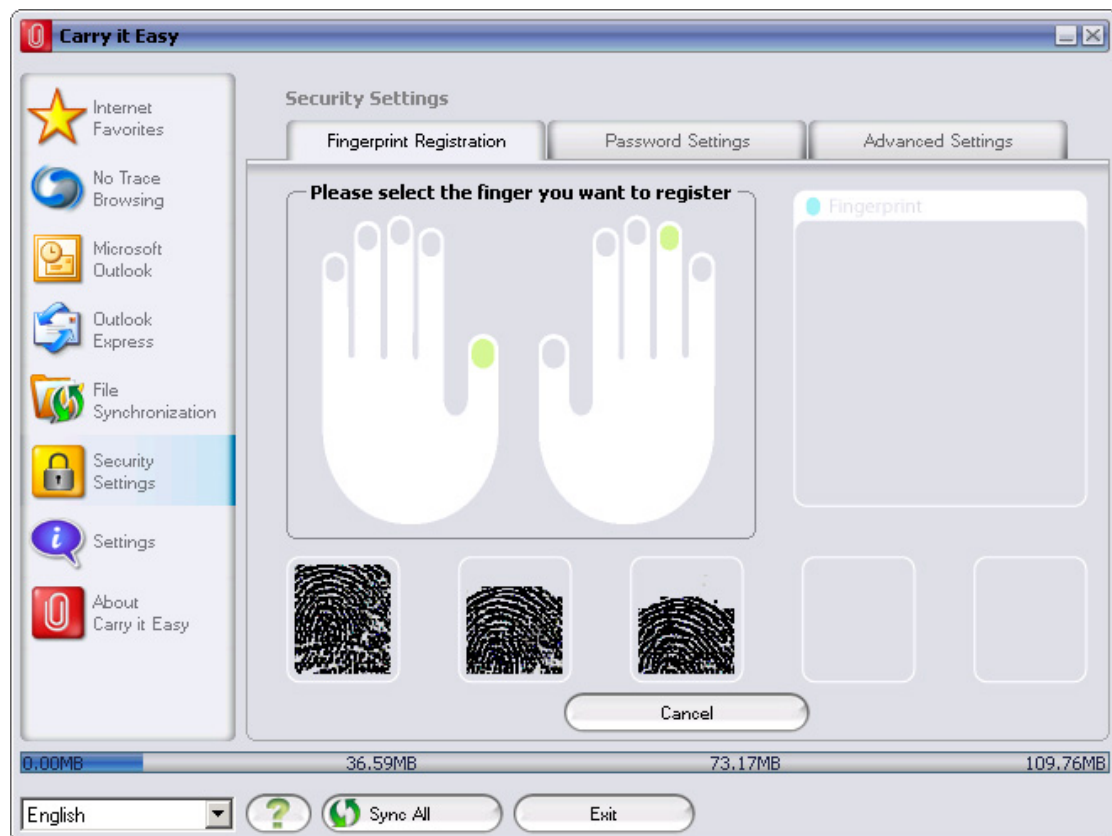 Carry it Easy
Internet
Favorites
No Trace
Browsing
Microsoft
Outlook
Outlook
Express
File
Synchronization
Security
Settings
Settings
About
Carry it Easy
Security Settings
Fingerprint Registration
Password Settings
Advanced Settings
Please select the finger you want to register
Fingerprint
Cancel
0.00MB 36.59MB 73.17MB 109.76MB
English
Sync All
Exit